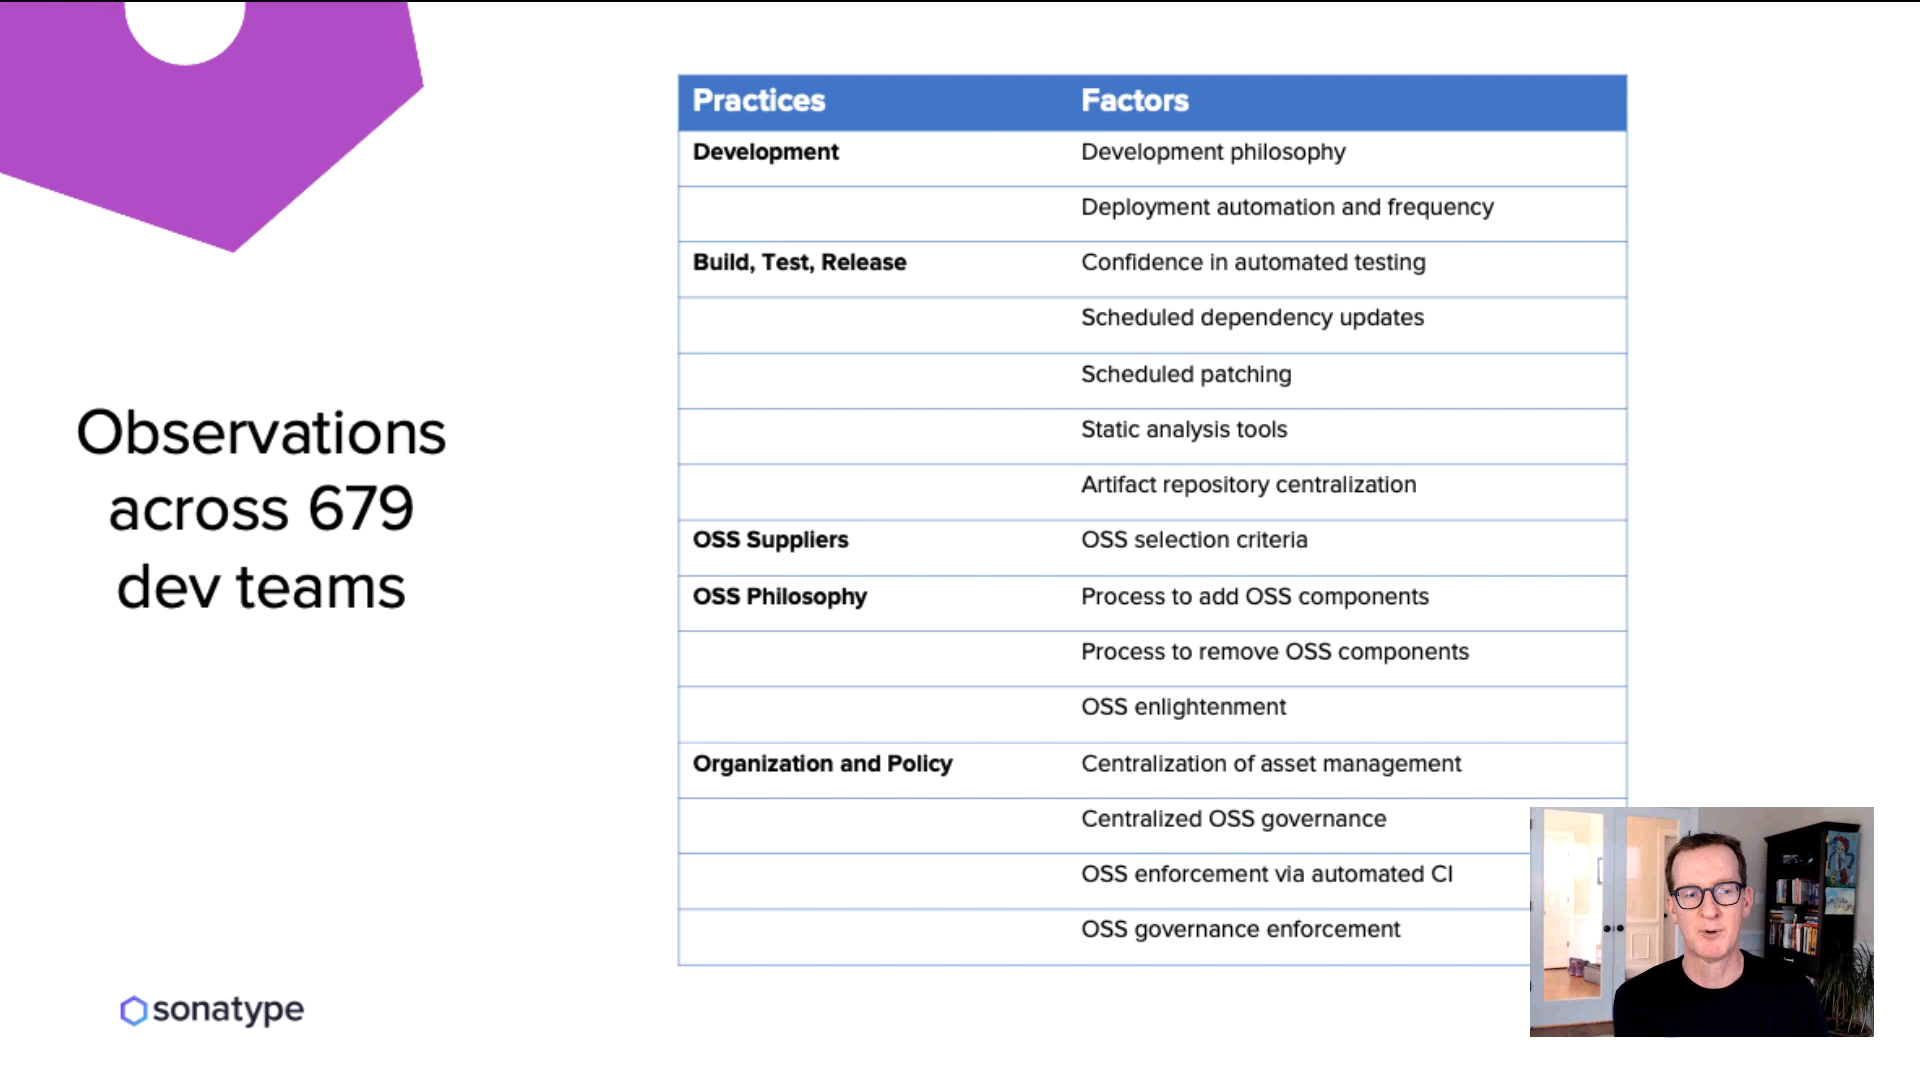 Observations
across 679
dev teams
Practices Factors
Development Development philosophy
Deployment automation and frequency
Build, Test, Release Confidence in automated testing
Scheduled dependency updates
Scheduled patching
Static analysis tools
Artifact repository centralization
OSS Suppliers OSS selection criteria
OSS Philosophy Process to add OSS components
Process to remove OSS components
OSS enlightenment
Organization and Policy Centralization of asset management
Centralized OSS governance
OSS enforcement via automated CI
OSS governance enforcement
sonatype